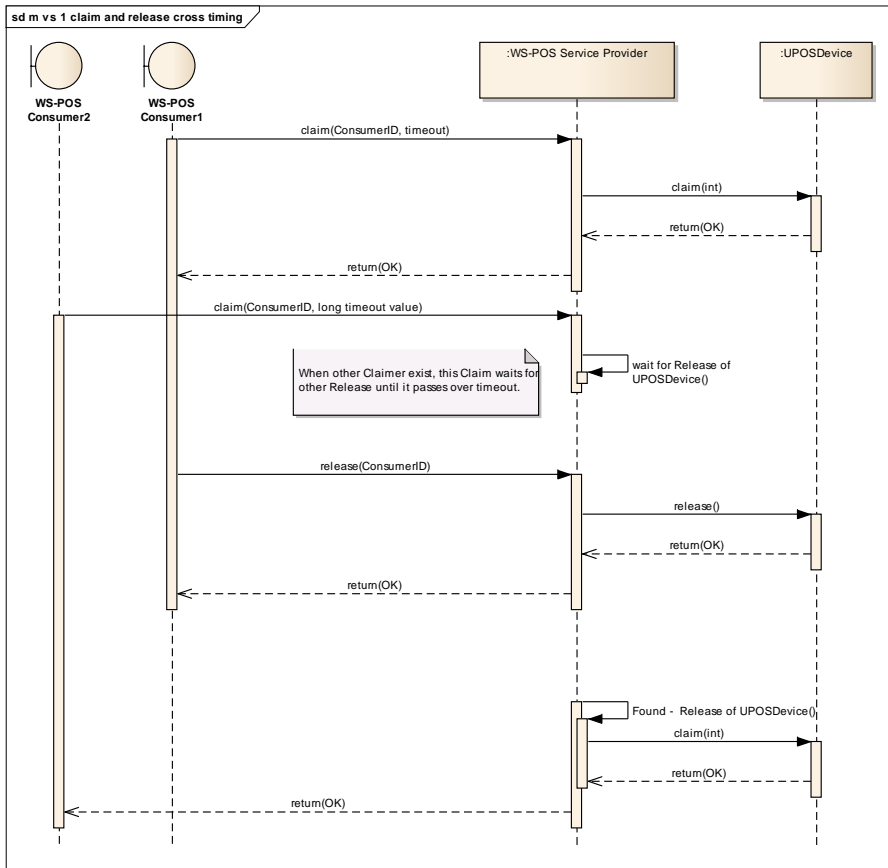 sd m vs 1 claim and release cross timing
WS-POS
Consumer2
WS-POS
Consumer1
:WS-POS Service Provider
:UPOSDevice
claim(ConsumerID, timeout)
claim(int)
return(OK)
return(OK)
claim(ConsumerID, long timeout value)
wait for Release of
UPOSDevice()
When other Claimer exist, this Claim waits for
other Release until it passes over timeout.
release(ConsumerID)
release()
return(OK)
return(OK)
Found -  Release of UPOSDevice()
claim(int)
return(OK)
return(OK)